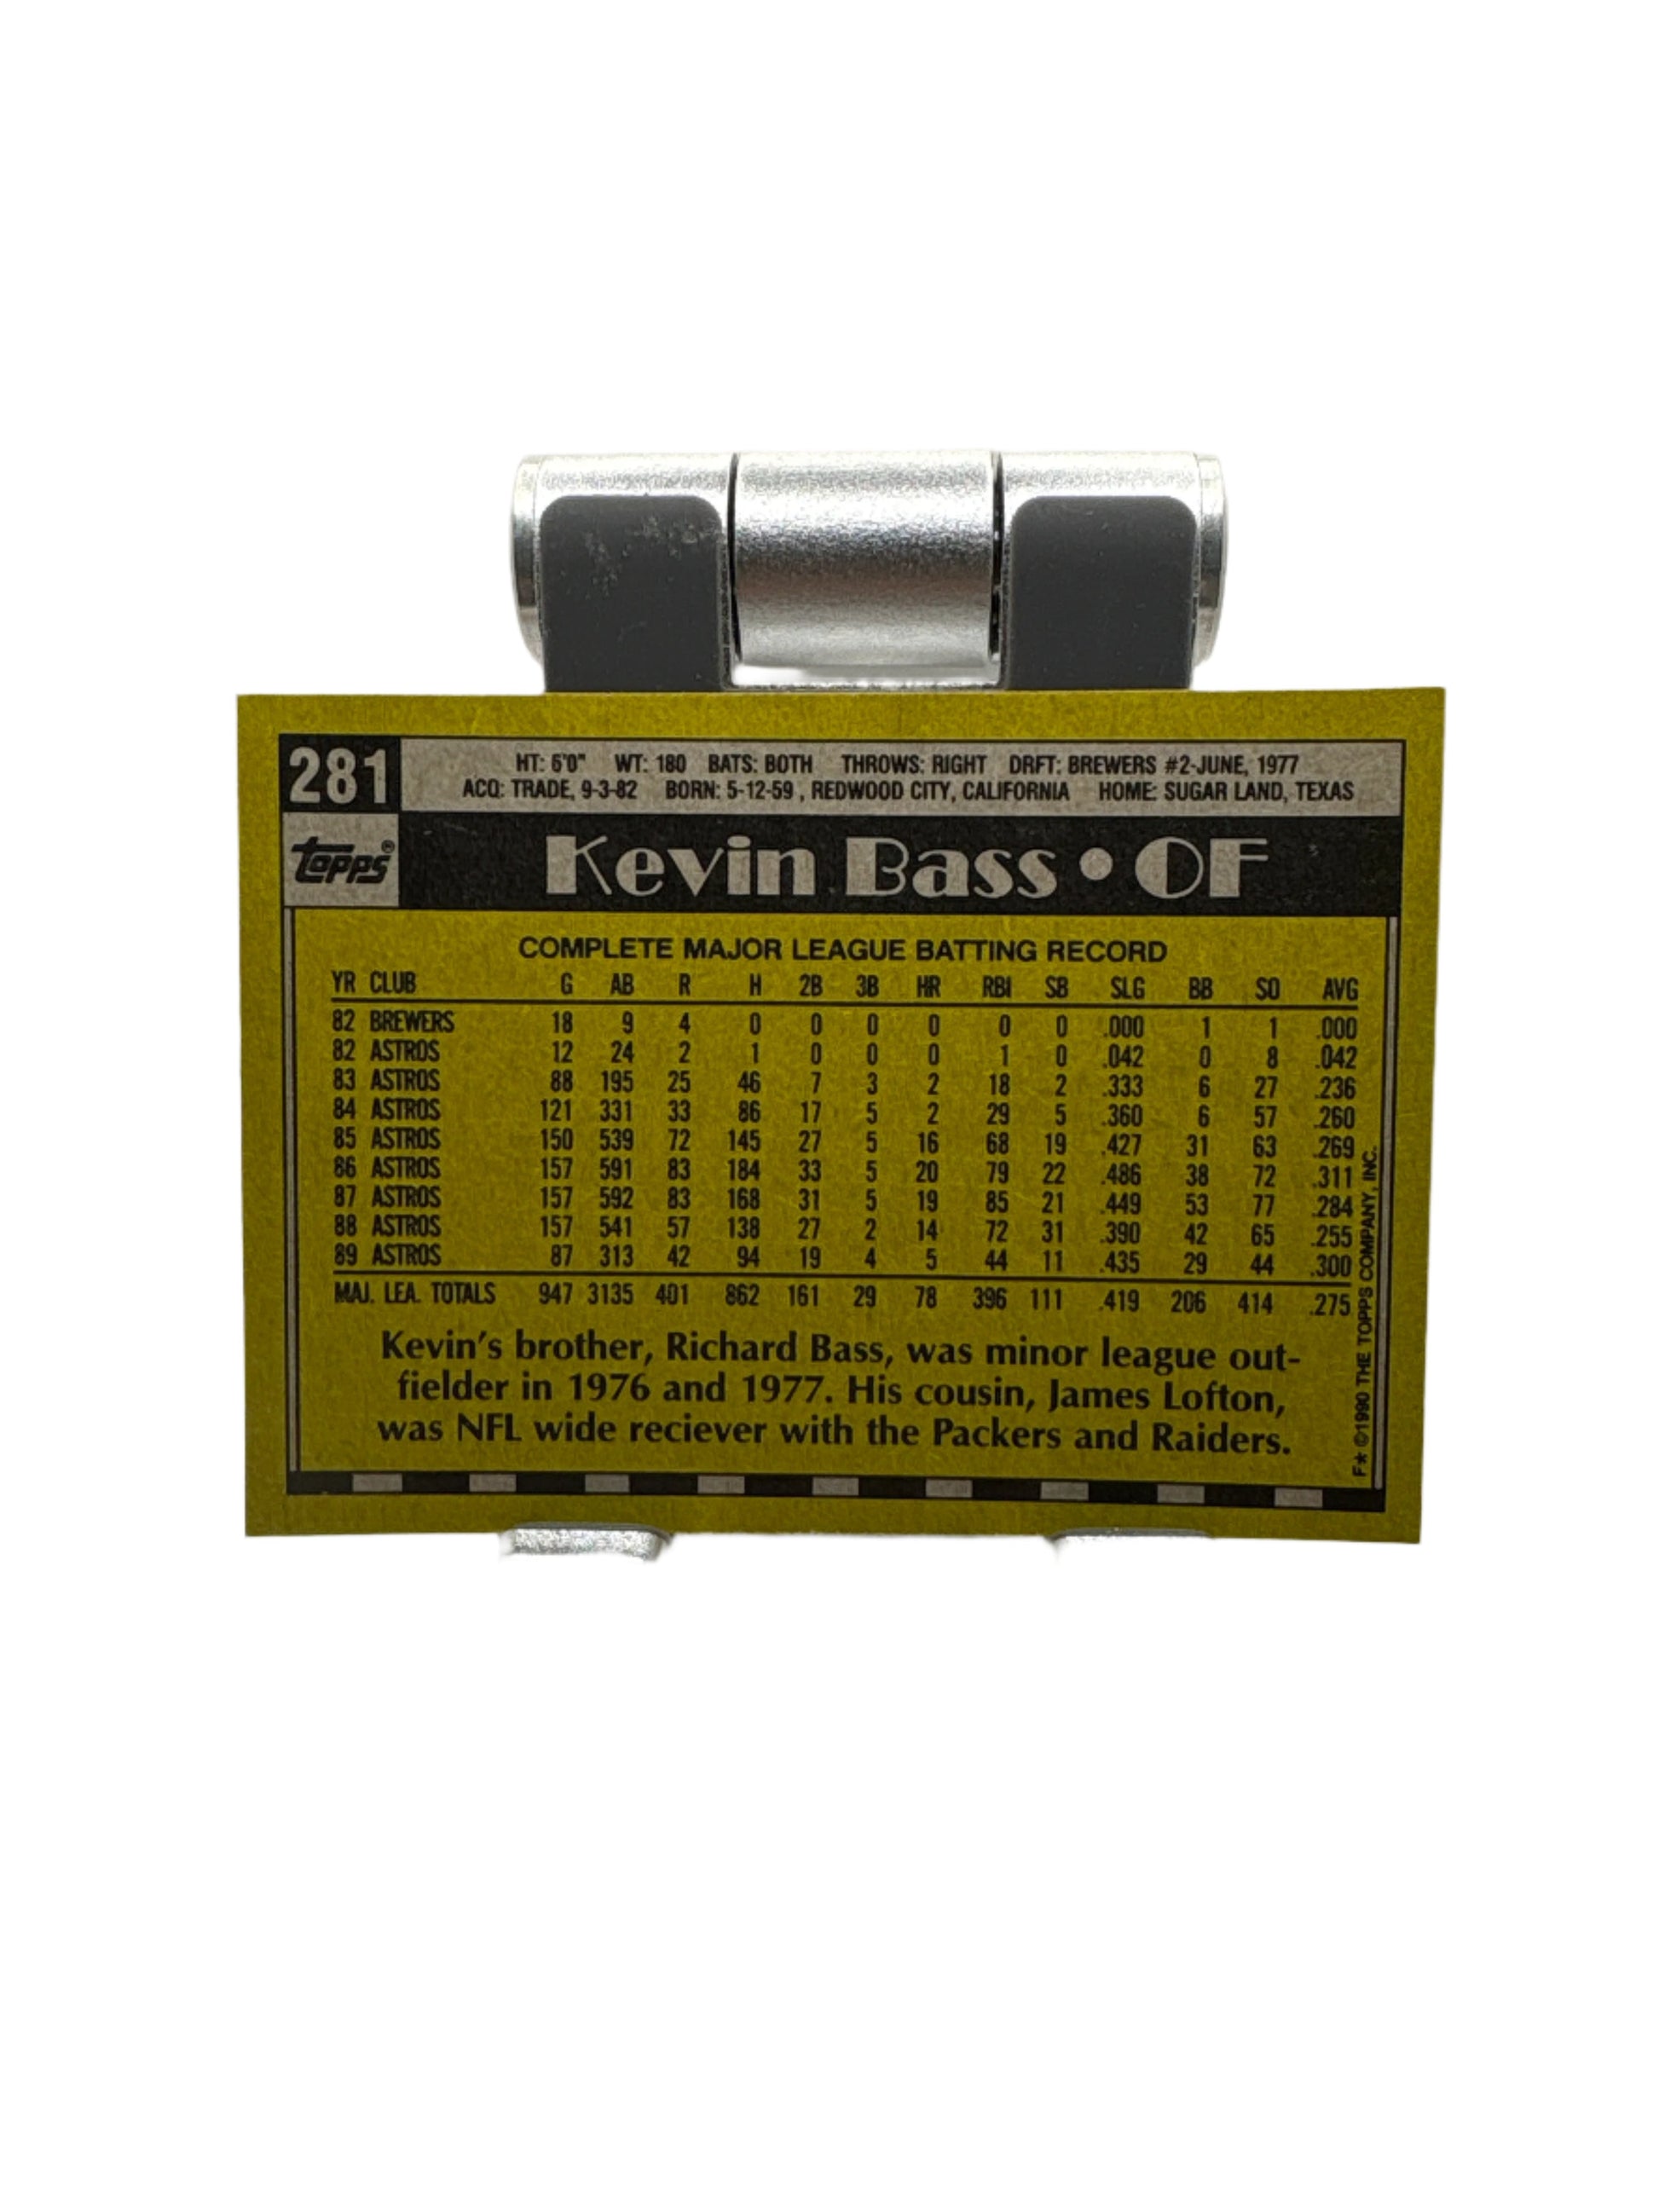 281
HT: 6'0" WT: 180 BATS: BOTH THROWS: RIGHT DRFT: BREWERS #2-JUNE, 1977
ACQ: TRADE, 9-3-82 BORN: 5-12-59 , REDWOOD CITY, CALIFORNIA HOME: SUGAR LAND, TEXAS
topps®
Kevin Bass • OF
COMPLETE MAJOR LEAGUE BATTING RECORD
YR CLUB G AB R H 2B 3B HR RBI SB SLG BB SO AVG
82 BREWERS 18 9 4 0 0 0 0 0 0 .000 1 1 .000
82 ASTROS 12 24 2 1 0 0 0 1 0 .042 0 8 .042
83 ASTROS 88 195 25 46 7 3 2 18 2 .333 6 27 .236
84 ASTROS 121 331 33 86 17 5 2 29 5 .360 6 57 .260
85 ASTROS 150 539 72 145 27 5 16 68 19 .427 31 63 .269
86 ASTROS 157 591 83 184 33 5 20 79 22 .486 38 72 .311
87 ASTROS 157 592 83 168 31 5 19 85 21 .449 53 77 .284
88 ASTROS 157 541 57 138 27 2 14 72 31 .390 42 65 .255
89 ASTROS 87 313 42 94 19 4 5 44 11 .435 29 44 .300
MAJ. LEA. TOTALS 947 3135 401 862 161 29 78 396 111 .419 206 414 .275
Kevin's brother, Richard Bass, was minor league out-
fielder in 1976 and 1977. His cousin, James Lofton,
was NFL wide reciever with the Packers and Raiders.
F* ©1990 THE TOPPS COMPANY, INC.